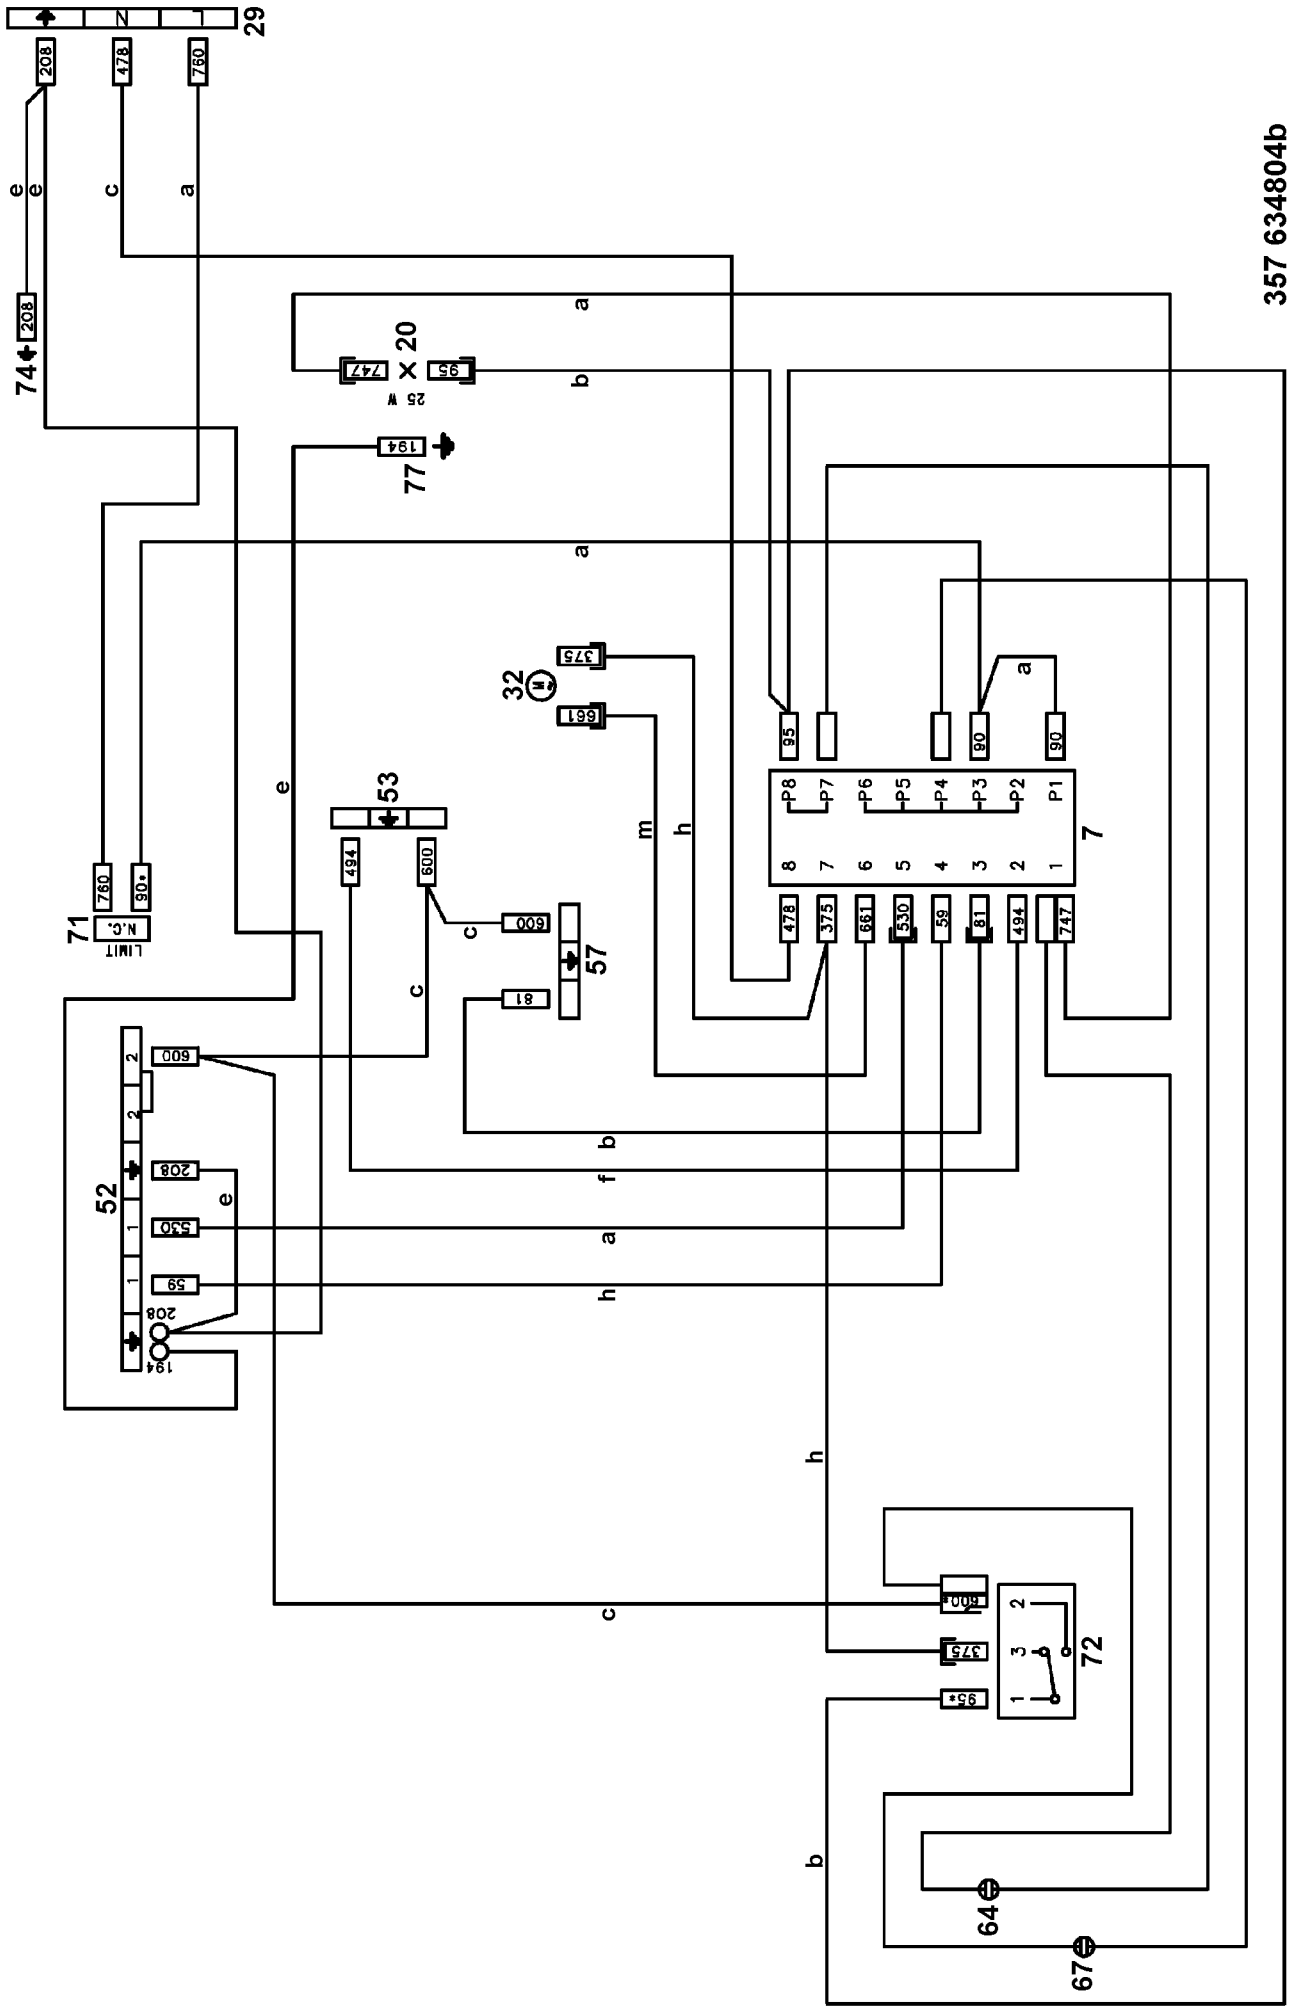 N
L
29
208
478
760
e
e
c
a
74
208
357 634804b
a
747
X
20
95
25 W
b
194
77
a
375
32
M
661
a
95
90
90
e
53
494
600
m
h
P8
P7
P6
P5
P4
P3
P2
P1
8
7
6
5
4
3
2
1
7
760
90*
71
N.C.
LIMIT
c
600
57
81
c
478
375
661
530
59
81
494
747
2
600
2
52
208
e
1
530
1
59
208
194
b
f
a
h
h
c
600*
375
95*
2
3
1
72
b
64
67